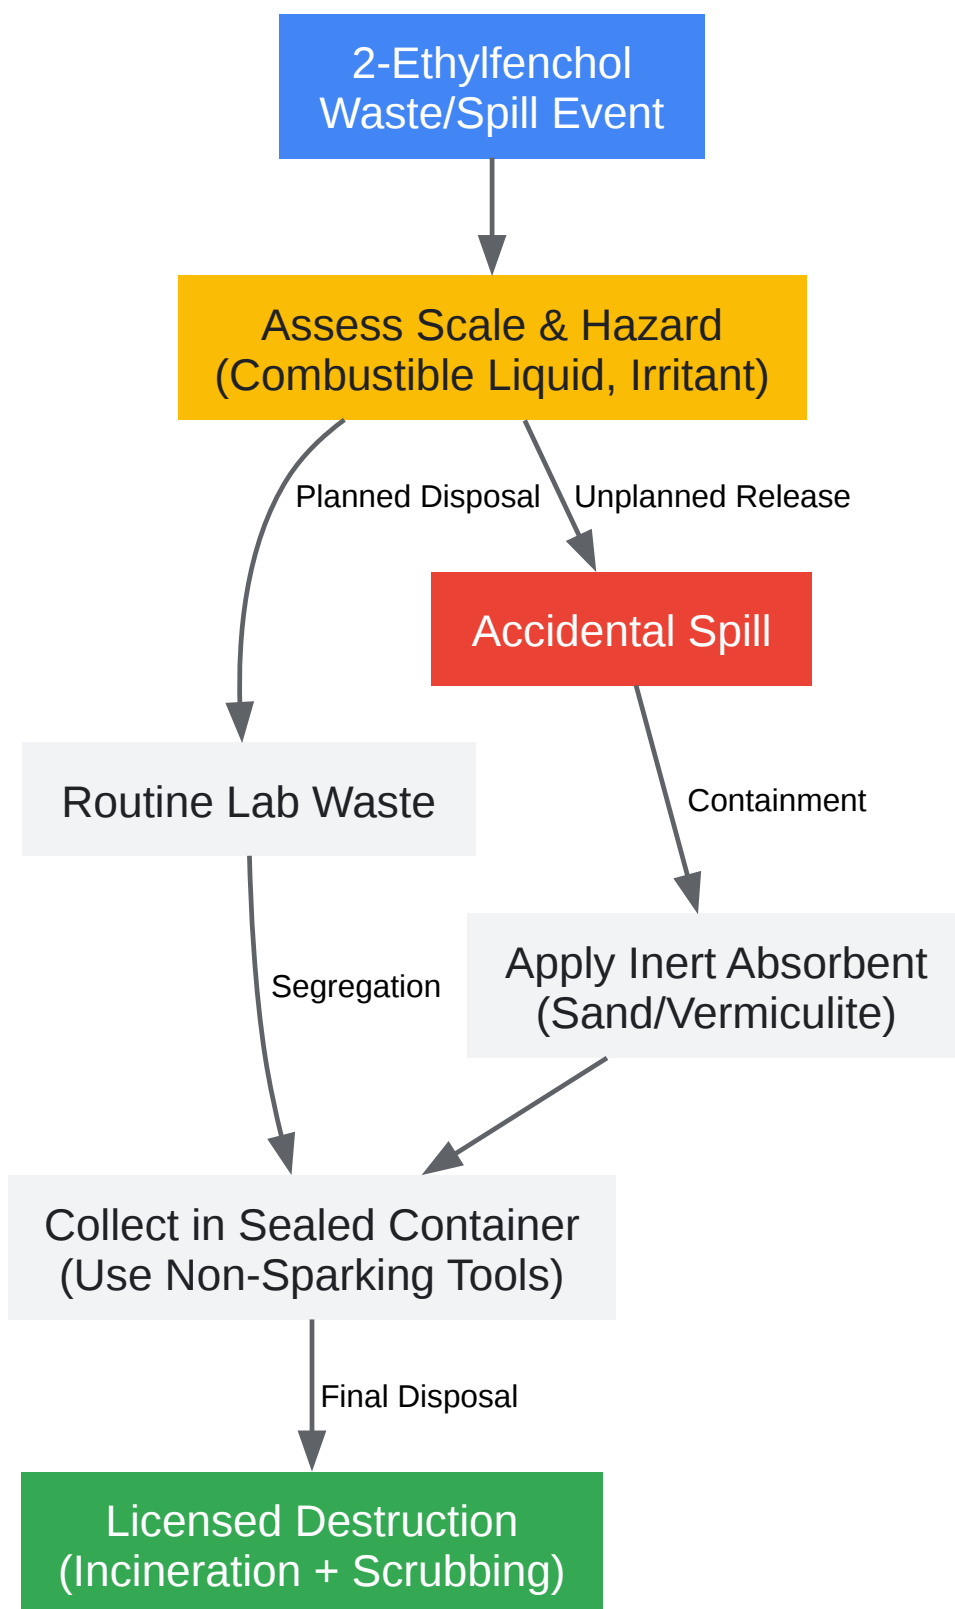 2-Ethylfenchol
Waste/Spill Event
Assess Scale & Hazard
(Combustible Liquid, Irritant)
Planned Disposal
Unplanned Release
Accidental Spill
Routine Lab Waste
Containment
Apply Inert Absorbent
(Sand/Vermiculite)
Segregation
Collect in Sealed Container
(Use Non-Sparking Tools)
Final Disposal
Licensed Destruction
(Incineration + Scrubbing)